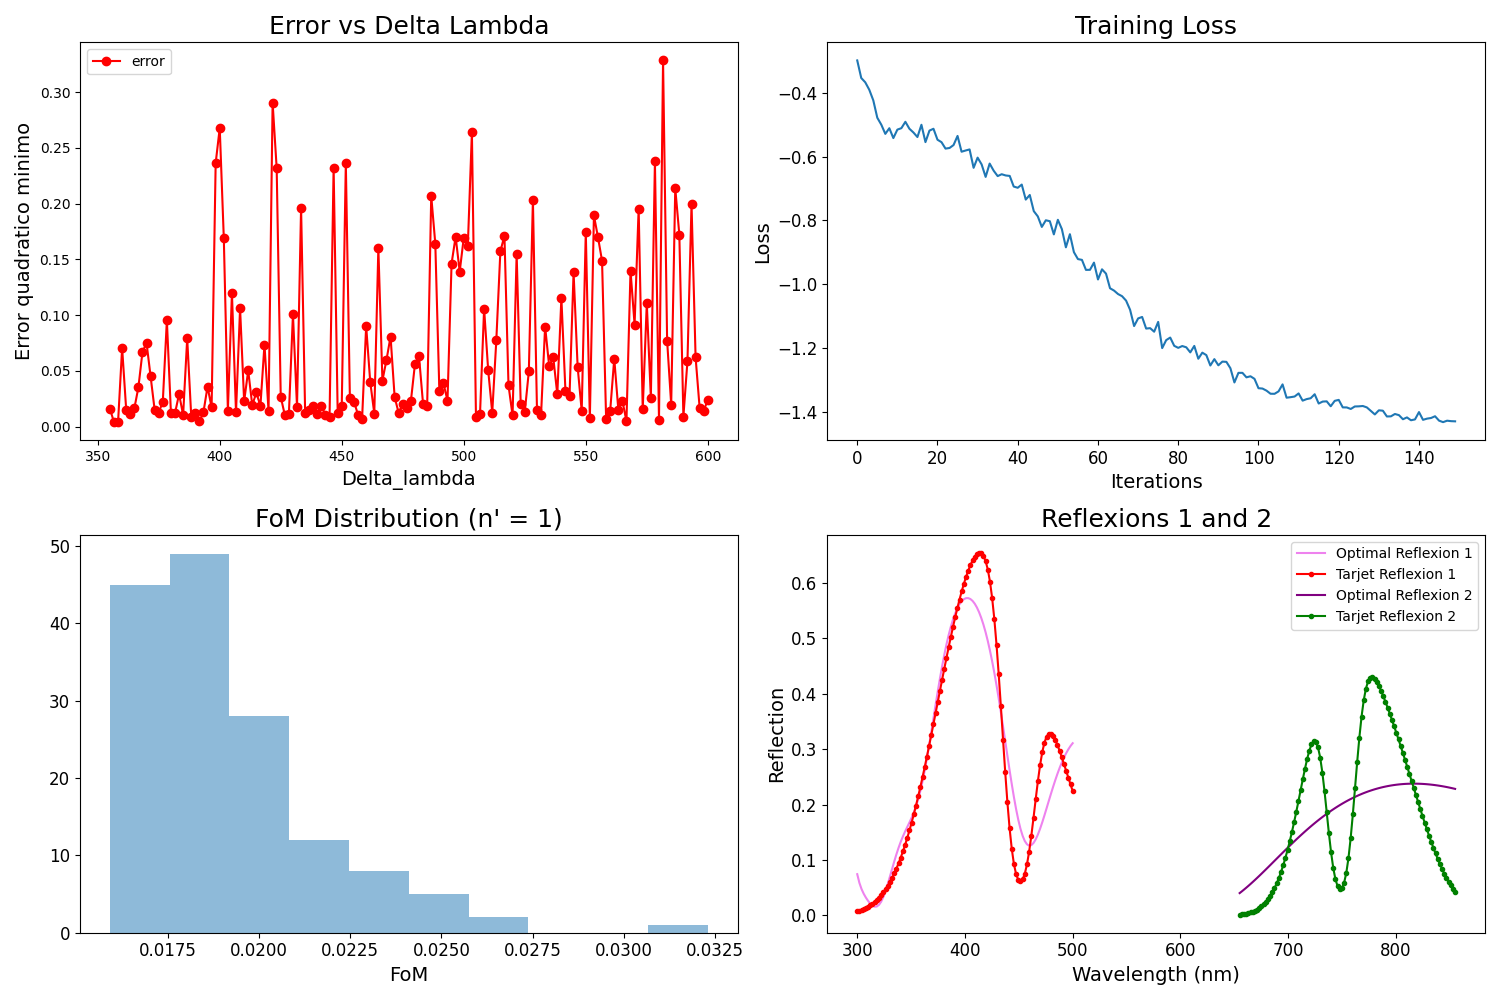 Error vs Delta Lambda
error
Error quadratico minimo
0.30
0.25
0.20
0.15
0.10
0.05
0.00
350 400 450 500 550 600
Delta_lambda
Training Loss
Loss
−0.4
−0.6
−0.8
−1.0
−1.2
−1.4
0 20 40 60 80 100 120 140
Iterations
FoM Distribution (n' = 1)
50
40
30
20
10
0
0.0175 0.0200 0.0225 0.0250 0.0275 0.0300 0.0325
FoM
Reflexions 1 and 2
Optimal Reflexion 1
Tarjet Reflexion 1
Optimal Reflexion 2
Tarjet Reflexion 2
Reflection
0.6
0.5
0.4
0.3
0.2
0.1
0.0
300 400 500 600 700 800
Wavelength (nm)